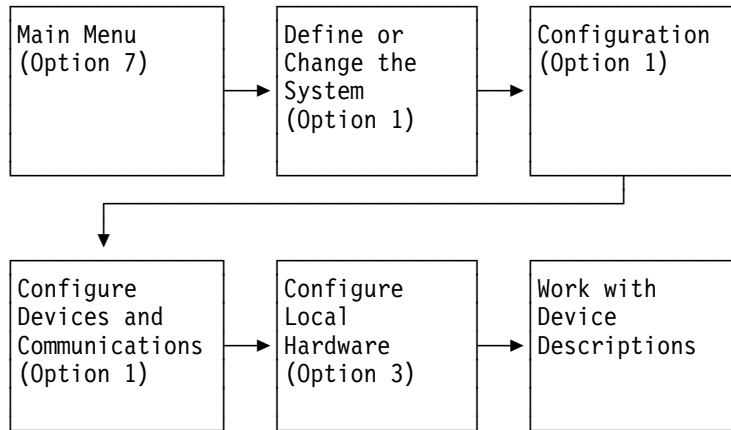 Main Menu
(Option 7)
Define or
Change the
System
(Option 1)
Configuration
(Option 1)
Configure
Devices and
Communications
(Option 1)
Configure
Local
Hardware
(Option 3)
Work with
Device
Descriptions